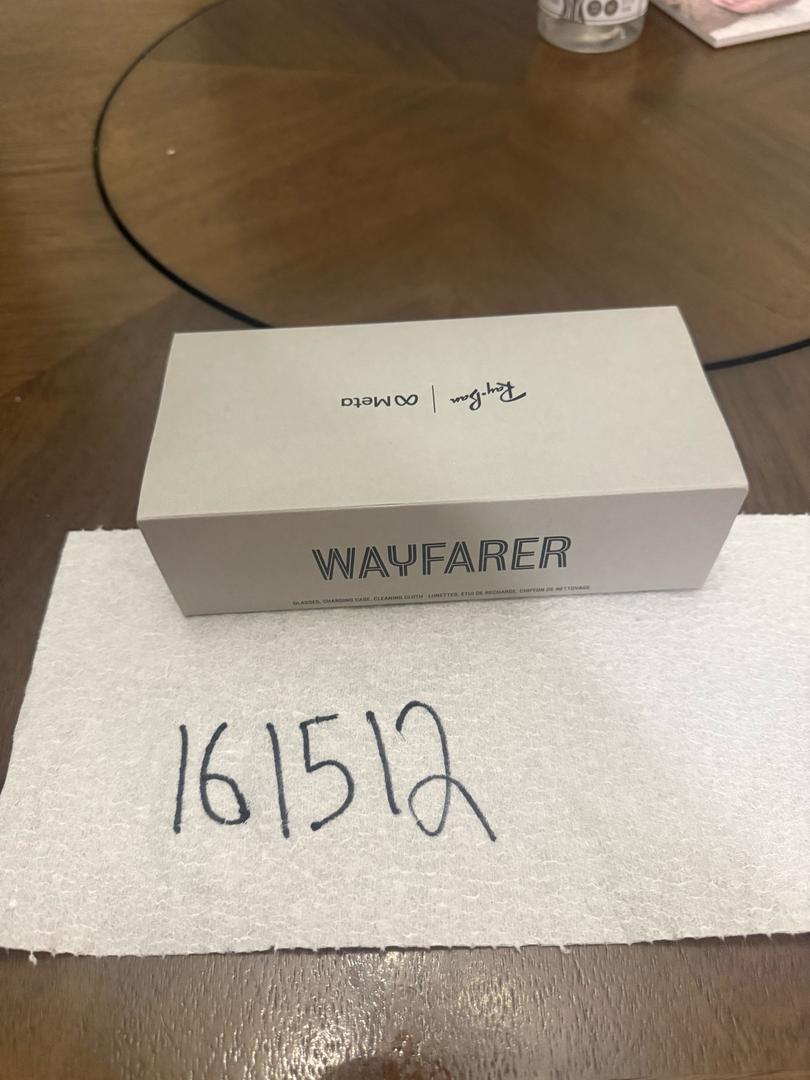 Ray-Ban | Meta
WAYFARER
GLASSES, CHARGING CASE, CLEANING CLOTH · LUNETTES, ÉTUI DE RECHARGE, CHIFFON DE NETTOYAGE
161512